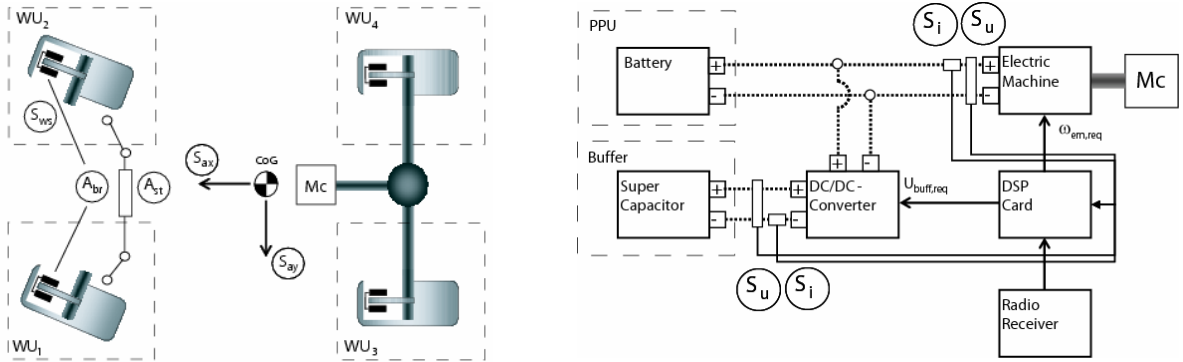 WU2
WU4
Sws
Abr
Ast
Sax
CoG
Mc
Say
WU1
WU3
PPU
Si
Su
Battery
+
-
+
-
Electric
Machine
Mc
ωem,req
Buffer
Super
Capacitor
+
-
+
-
+
-
DC/DC -
Converter
Ubuff,req
DSP
Card
Su
Si
Radio
Receiver